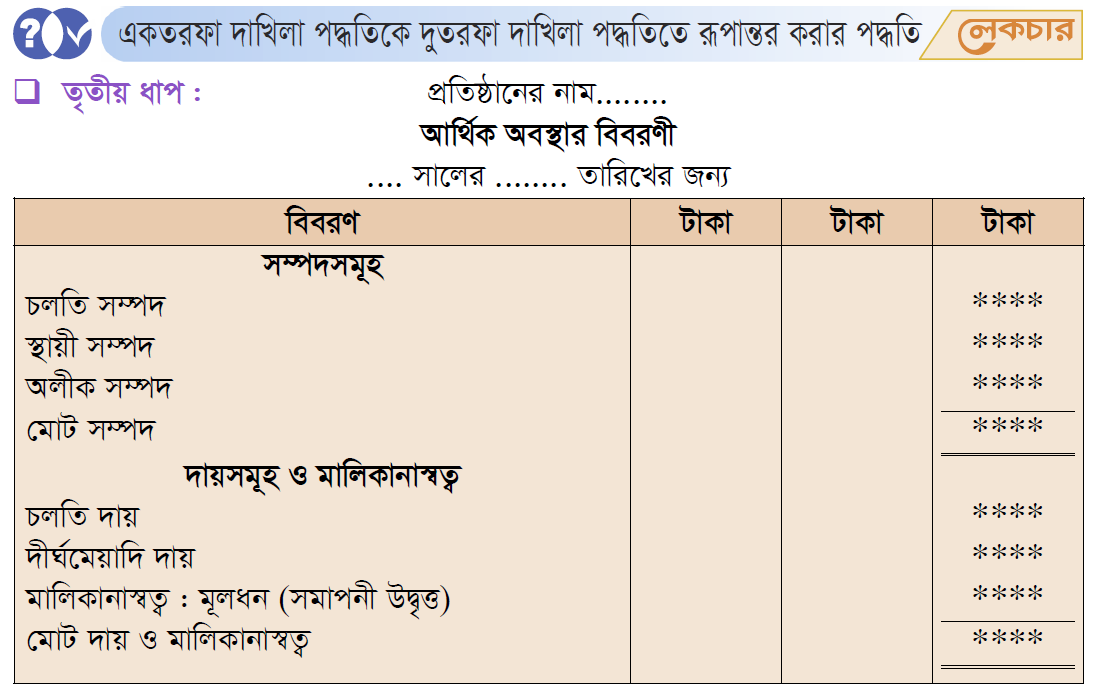 একতরফা দাখিলা পদ্ধতিকে দুতরফা দাখিলা পদ্ধতিতে রূপান্তর করার পদ্ধতি লেকচার
❑ তৃতীয় ধাপ : প্রতিষ্ঠানের নাম........
আর্থিক অবস্থার বিবরণী
.... সালের ........ তারিখের জন্য
বিবরণ টাকা টাকা টাকা
সম্পদসমূহ
চলতি সম্পদ ****
স্থায়ী সম্পদ ****
অলীক সম্পদ ****
মোট সম্পদ ****
দায়সমূহ ও মালিকানাস্বত্ব
চলতি দায় ****
দীর্ঘমেয়াদি দায় ****
মালিকানাস্বত্ব : মূলধন (সমাপনী উদ্বৃত্ত) ****
মোট দায় ও মালিকানাস্বত্ব ****